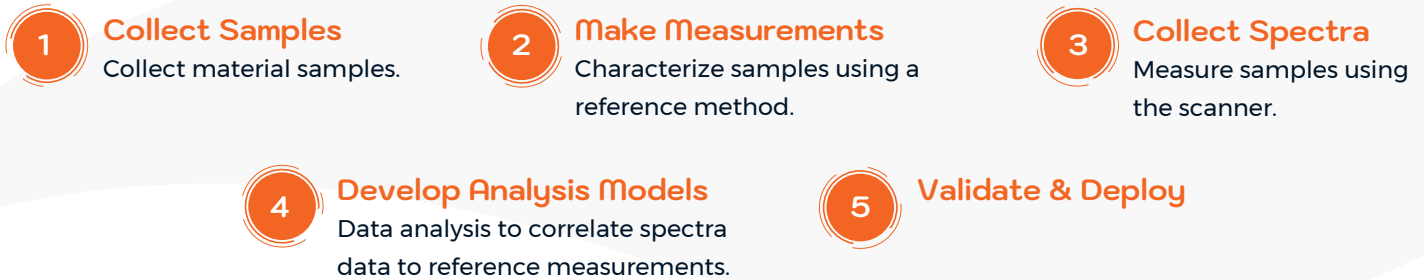 1
Collect Samples
Collect material samples.
2
Make Measurements
Characterize samples using a
reference method.
3
Collect Spectra
Measure samples using
the scanner.
4
Develop Analysis Models
Data analysis to correlate spectra
data to reference measurements.
5
Validate & Deploy